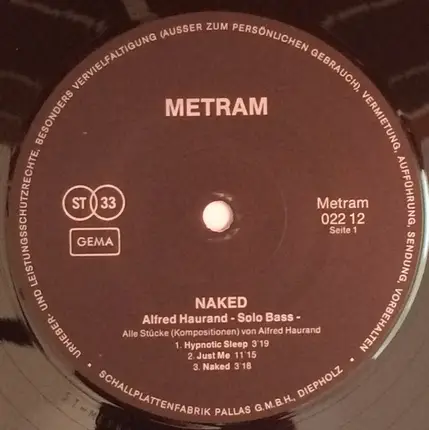 URHEBER- UND LEISTUNGSSCHUTZRECHTE, BESONDERS VERVIELFÄLTIGUNG (AUSSER ZUM PERSÖNLICHEN GEBRAUCH), VERMIETUNG, AUFFÜHRUNG, SENDUNG, VORBEHALTEN •
METRAM
ST 33
GEMA
Metram
022 12
Seite 1
NAKED
Alfred Haurand - Solo Bass -
Alle Stücke (Kompositionen) von Alfred Haurand
1. Hypnotic Sleep 3'19
2. Just Me 11'15
3. Naked 3'18
• SCHALLPLATTENFABRIK PALLAS G.M.B.H., DIEPHOLZ •